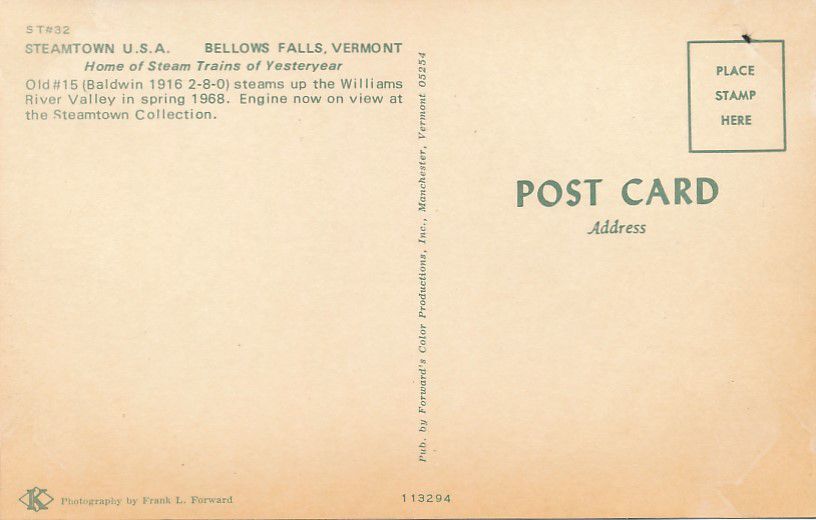 ST#32
STEAMTOWN U.S.A. BELLOWS FALLS, VERMONT
Home of Steam Trains of Yesteryear
Old #15 (Baldwin 1916 2-8-0) steams up the Williams
River Valley in spring 1968. Engine now on view at
the Steamtown Collection.
Pub. by Forward's Color Productions, Inc., Manchester, Vermont 05254
PLACE
STAMP
HERE
POST CARD
Address
K
Photography by Frank L. Forward
113294